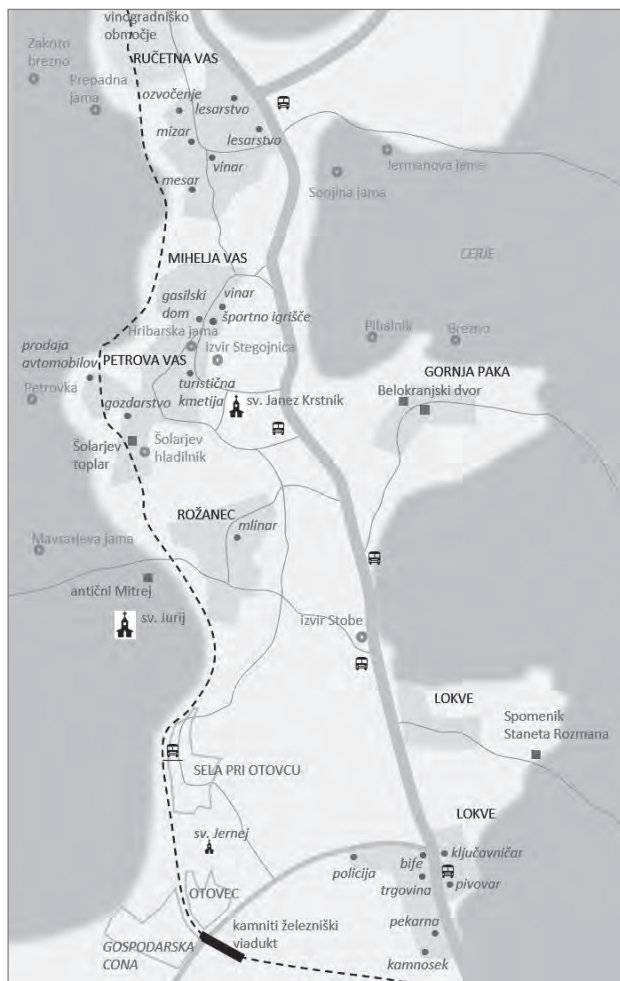 vinogradniško
območje
Zakoto
brezno
RUČETNA VAS
Prepadna
jama
ozvočenje
lesarstvo
mizar
lesarstvo
vinar
Jermanova jama
Sonjina jama
mesar
CERJE
MIHELJA VAS
gasilski
dom
vinar
športno igrišče
Hribarska jama
izvir Stegojnica
prodaja
avtomobilov
PETROVA VAS
Brezno
GORNJA PAKA
Petrovka
turistična
kmetija
sv. Janez Krstnik
Belokranjski dvor
gozdarstvo
Šolarjev
toplar
Šolarjev
hladilnik
ROŽANEC
mlinar
Mavsarjeva jama
antični Mitrej
sv. Jurij
izvir Stobe
LOKVE
Spomenik
Staneta Rozmana
SELA PRI OTOVCU
LOKVE
sv. Jernej
policija
bife
ključavničar
trgovina
pivovar
OTOVEC
kamniti železniški
viadukt
GOSPODARSKA
CONA
pekarna
kamnosek